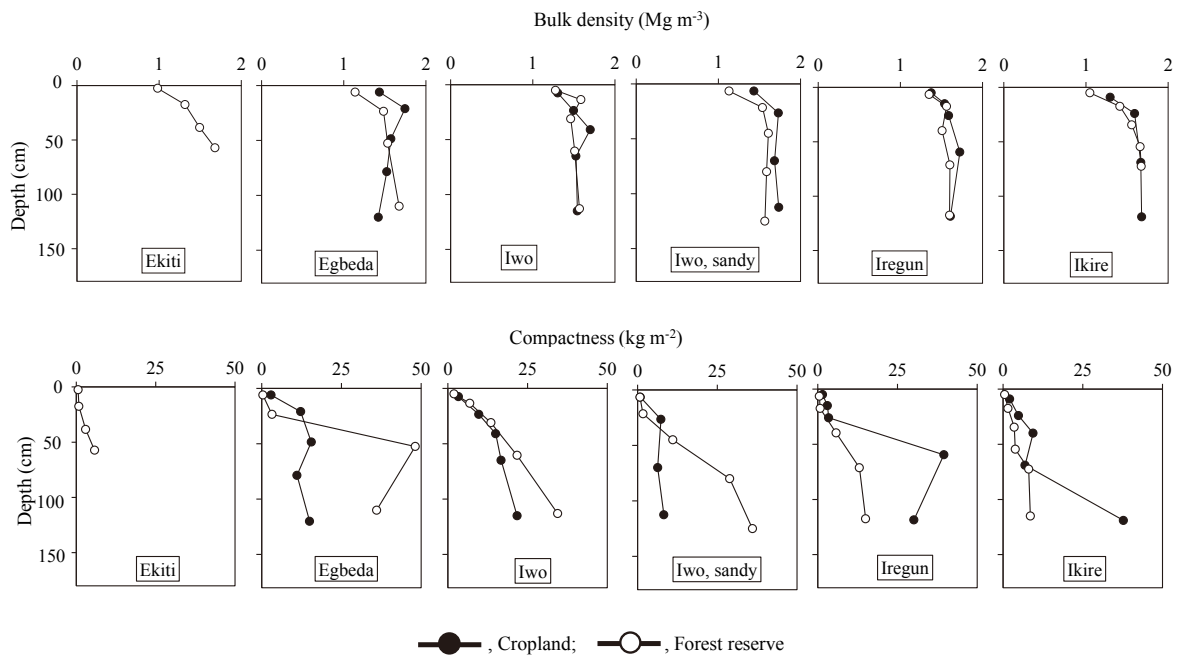 Bulk density (Mg m-3)
0 1 2 0 1 2 0 1 2 0 1 2 0 1 2 0 1 2
0
50
100
150
Depth (cm)
Ekiti Egbeda Iwo Iwo, sandy Iregun Ikire
Compactness (kg m-2)
0 25 50 0 25 50 0 25 50 0 25 50 0 25 50 0 25 50
0
50
100
150
Depth (cm)
Ekiti Egbeda Iwo Iwo, sandy Iregun Ikire
, Cropland; , Forest reserve